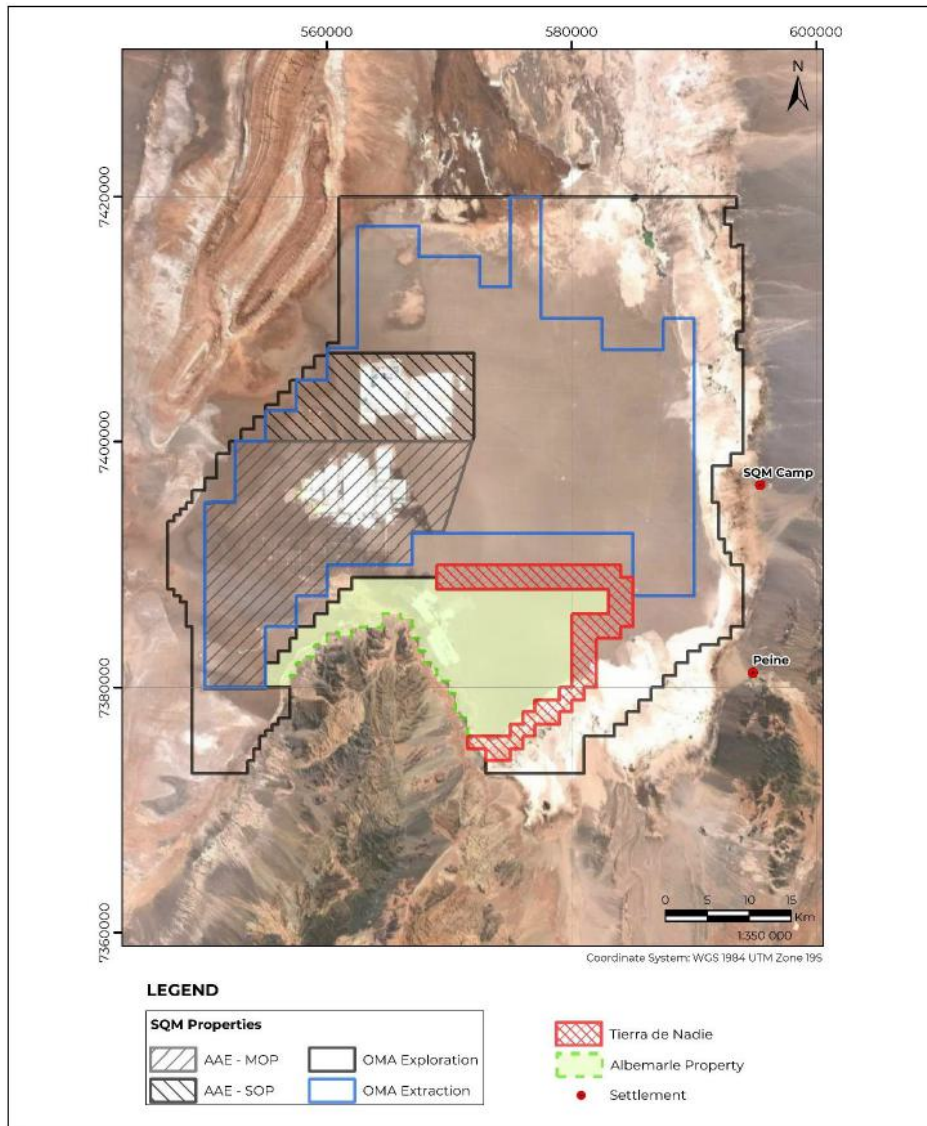 560000 580000 600000
N
7420000
7400000
SQM Camp
7380000
Peine
7360000
0 5 10 15
Km
1:350 000
Coordinate System: WGS 1984 UTM Zone 19S
LEGEND
SQM Properties
AAE - MOP
OMA Exploration
AAE - SOP
OMA Extraction
Tierra de Nadie
Albemarle Property
Settlement